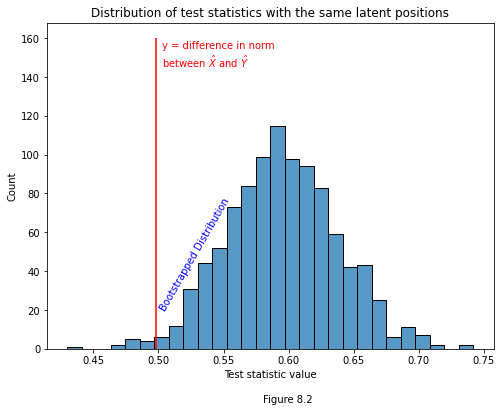 Distribution of test statistics with the same latent positions
160
140
120
100
80
60
40
20
0
Count
y = difference in norm
between X̂ and Ŷ
Bootstrapped Distribution
0.45 0.50 0.55 0.60 0.65 0.70 0.75
Test statistic value
Figure 8.2